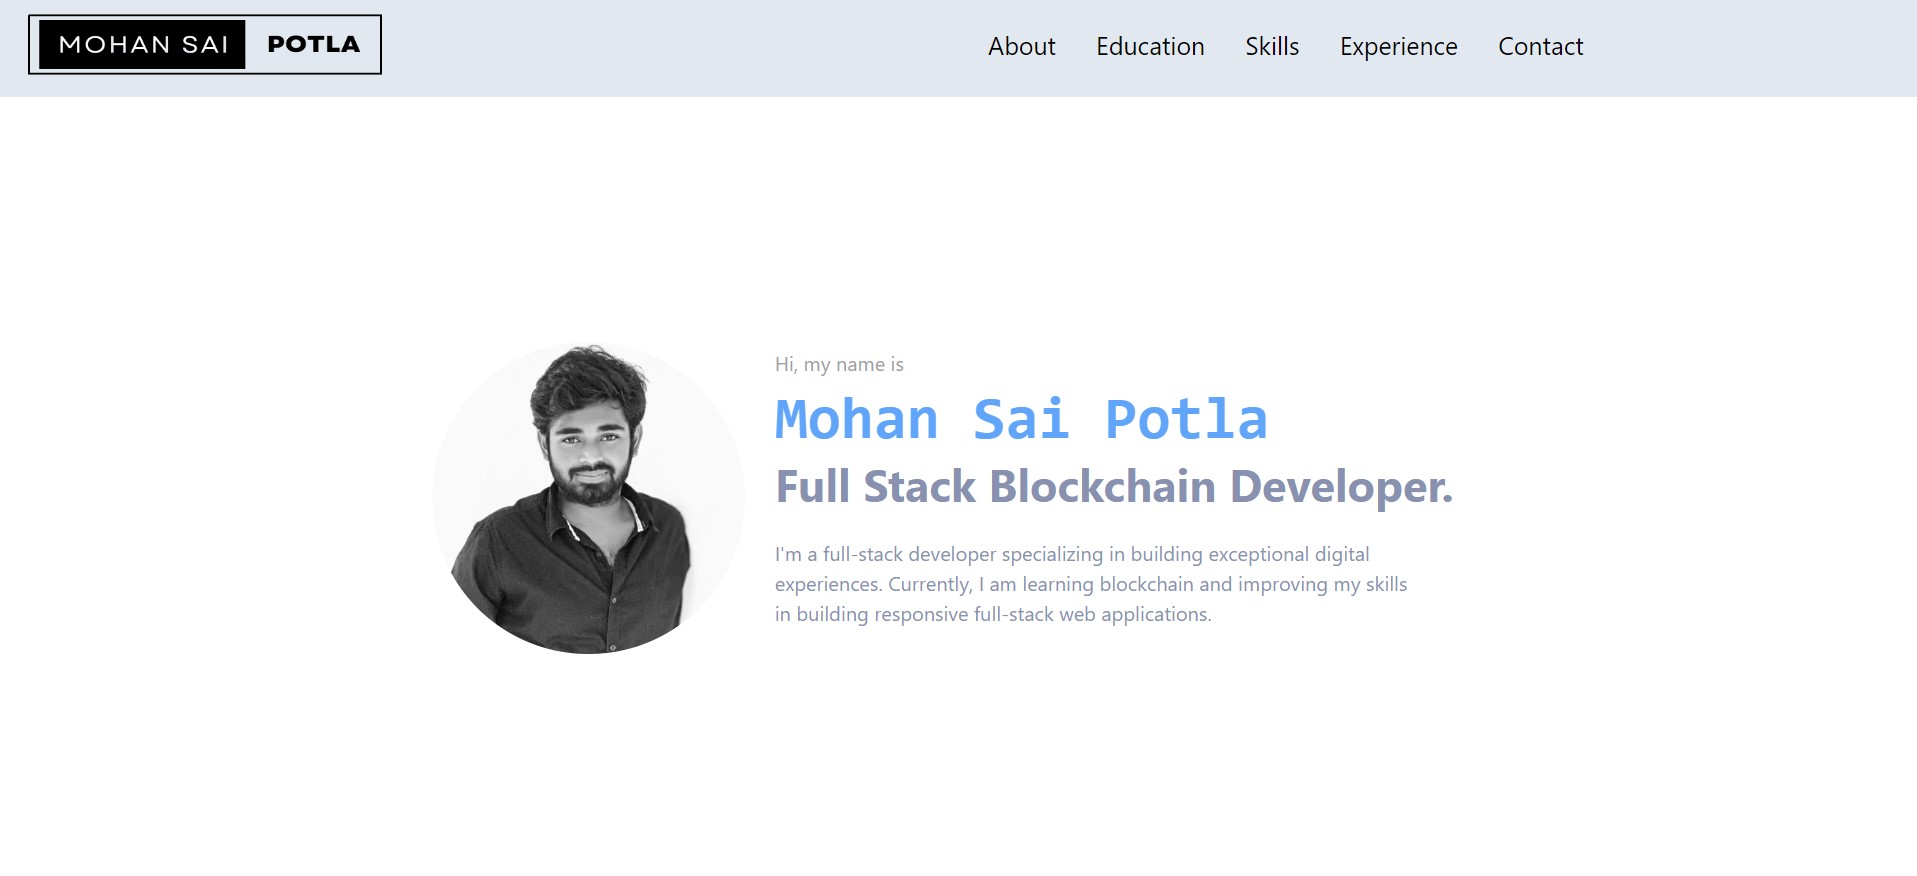 MOHAN SAI POTLA
About Education Skills Experience Contact
Hi, my name is
Mohan Sai Potla
Full Stack Blockchain Developer.
I'm a full-stack developer specializing in building exceptional digital
experiences. Currently, I am learning blockchain and improving my skills
in building responsive full-stack web applications.